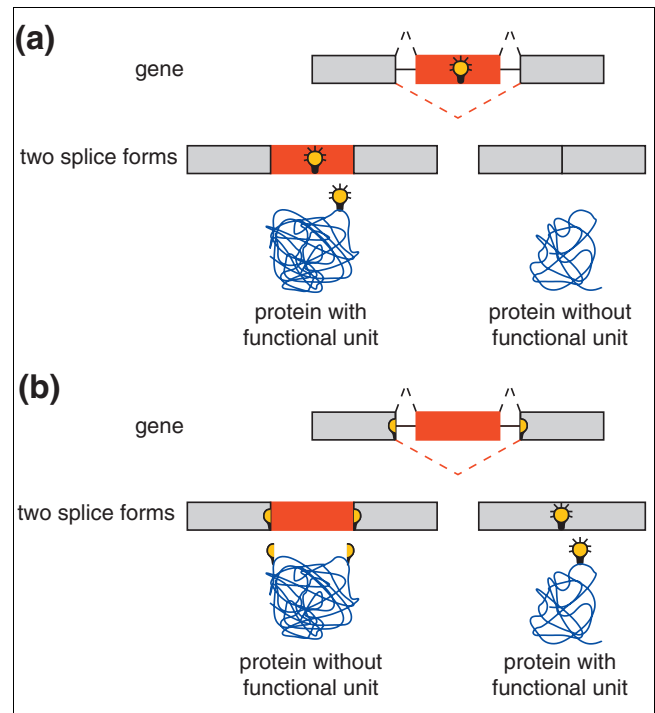 (a)
gene
two splice forms
protein with
functional unit
protein without
functional unit
(b)
gene
two splice forms
protein without
functional unit
protein with
functional unit